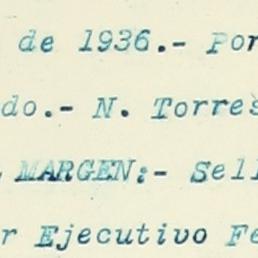 de 1936.- Por
do.- N. Torres
MARGEN:- Sell
r Ejecutivo Fe